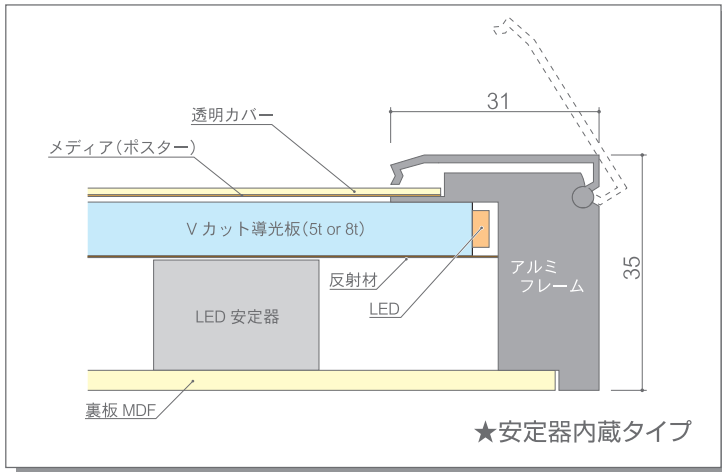 31
透明カバー
メディア(ポスター)
Vカット導光板(5t or 8t)
35
アルミ
フレーム
反射材
LED
LED 安定器
裏板 MDF
★安定器内蔵タイプ